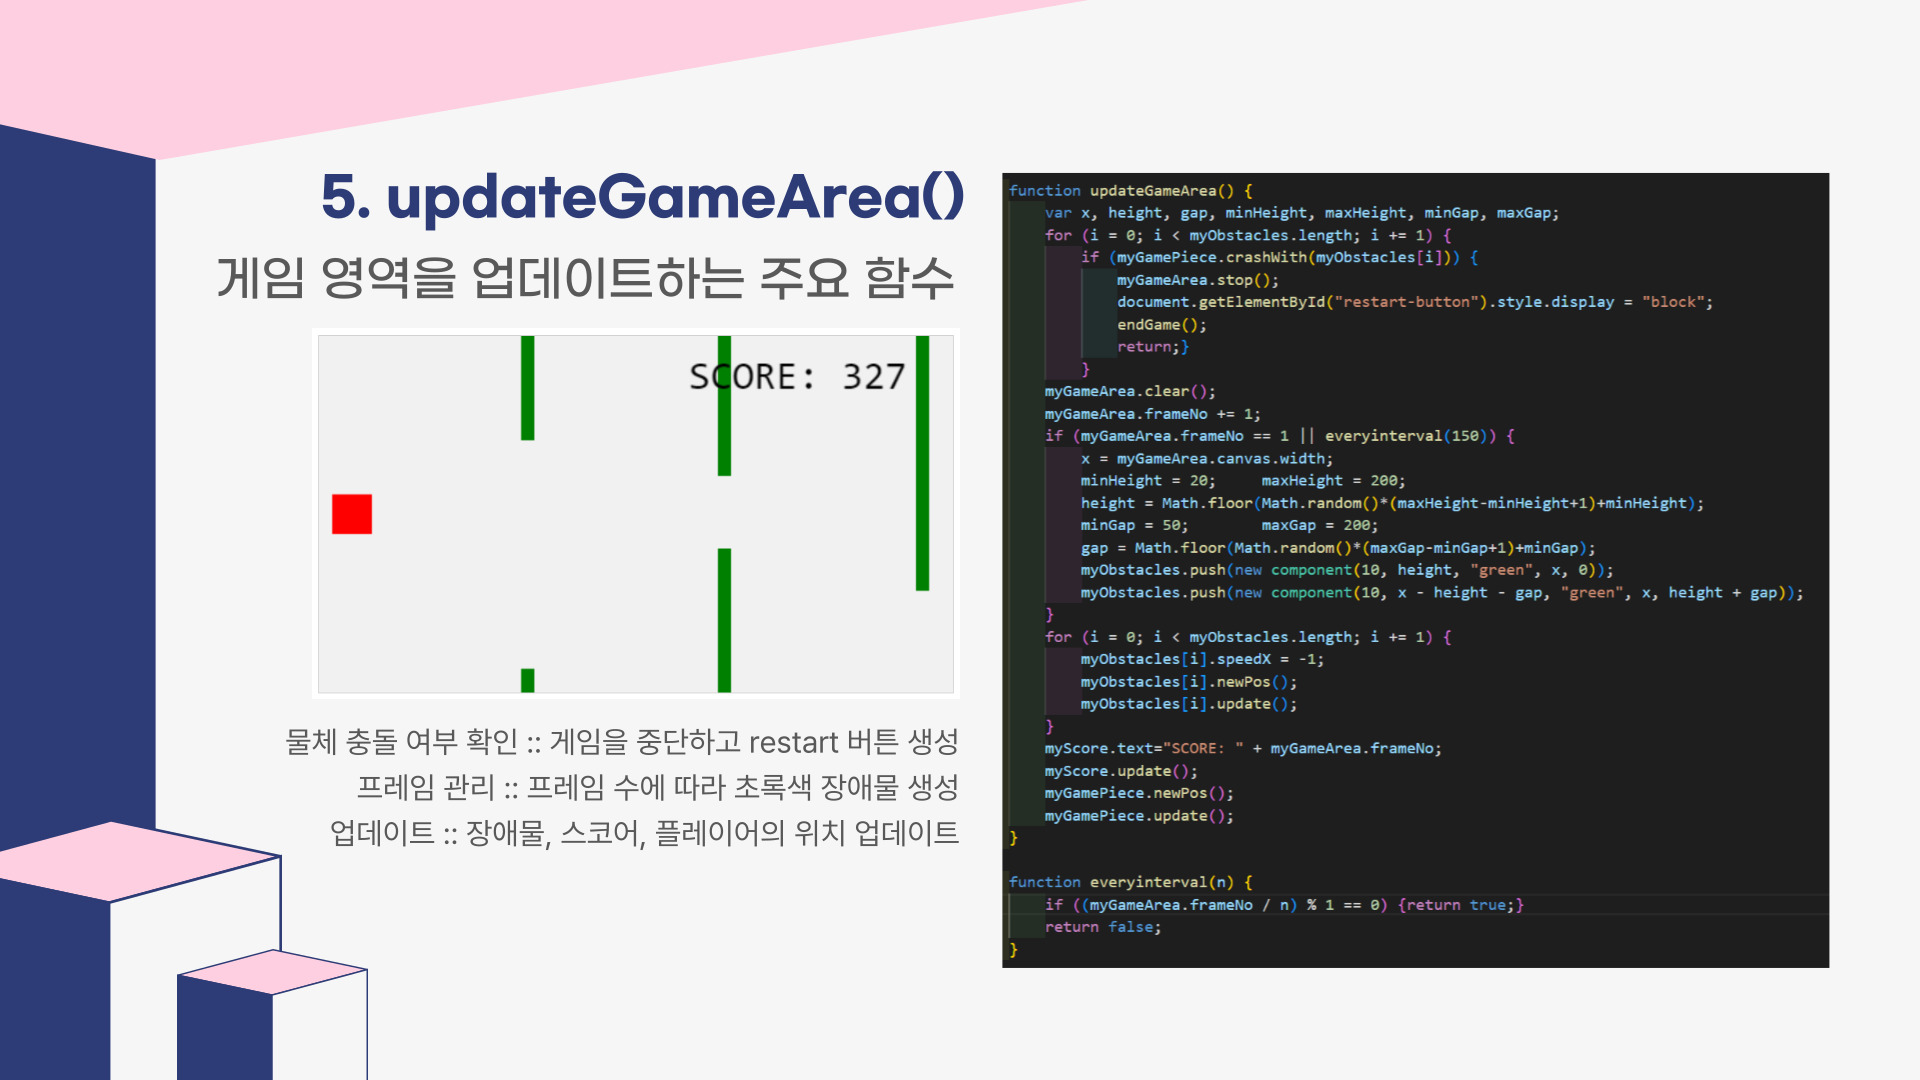 5. updateGameArea()
게임 영역을 업데이트하는 주요 함수
SCORE: 327
물체 충돌 여부 확인 :: 게임을 중단하고 restart 버튼 생성
프레임 관리 :: 프레임 수에 따라 초록색 장애물 생성
업데이트 :: 장애물, 스코어, 플레이어의 위치 업데이트
function updateGameArea() {
    var x, height, gap, minHeight, maxHeight, minGap, maxGap;
    for (i = 0; i < myObstacles.length; i += 1) {
        if (myGamePiece.crashWith(myObstacles[i])) {
            myGameArea.stop();
            document.getElementById("restart-button").style.display = "block";
            endGame();
            return;}
        }
    myGameArea.clear();
    myGameArea.frameNo += 1;
    if (myGameArea.frameNo == 1 || everyinterval(150)) {
        x = myGameArea.canvas.width;
        minHeight = 20;     maxHeight = 200;
        height = Math.floor(Math.random()*(maxHeight-minHeight+1)+minHeight);
        minGap = 50;        maxGap = 200;
        gap = Math.floor(Math.random()*(maxGap-minGap+1)+minGap);
        myObstacles.push(new component(10, height, "green", x, 0));
        myObstacles.push(new component(10, x - height - gap, "green", x, height + gap));
    }
    for (i = 0; i < myObstacles.length; i += 1) {
        myObstacles[i].speedX = -1;
        myObstacles[i].newPos();
        myObstacles[i].update();
    }
    myScore.text="SCORE: " + myGameArea.frameNo;
    myScore.update();
    myGamePiece.newPos();
    myGamePiece.update();
}
function everyinterval(n) {
    if ((myGameArea.frameNo / n) % 1 == 0) {return true;}
    return false;
}